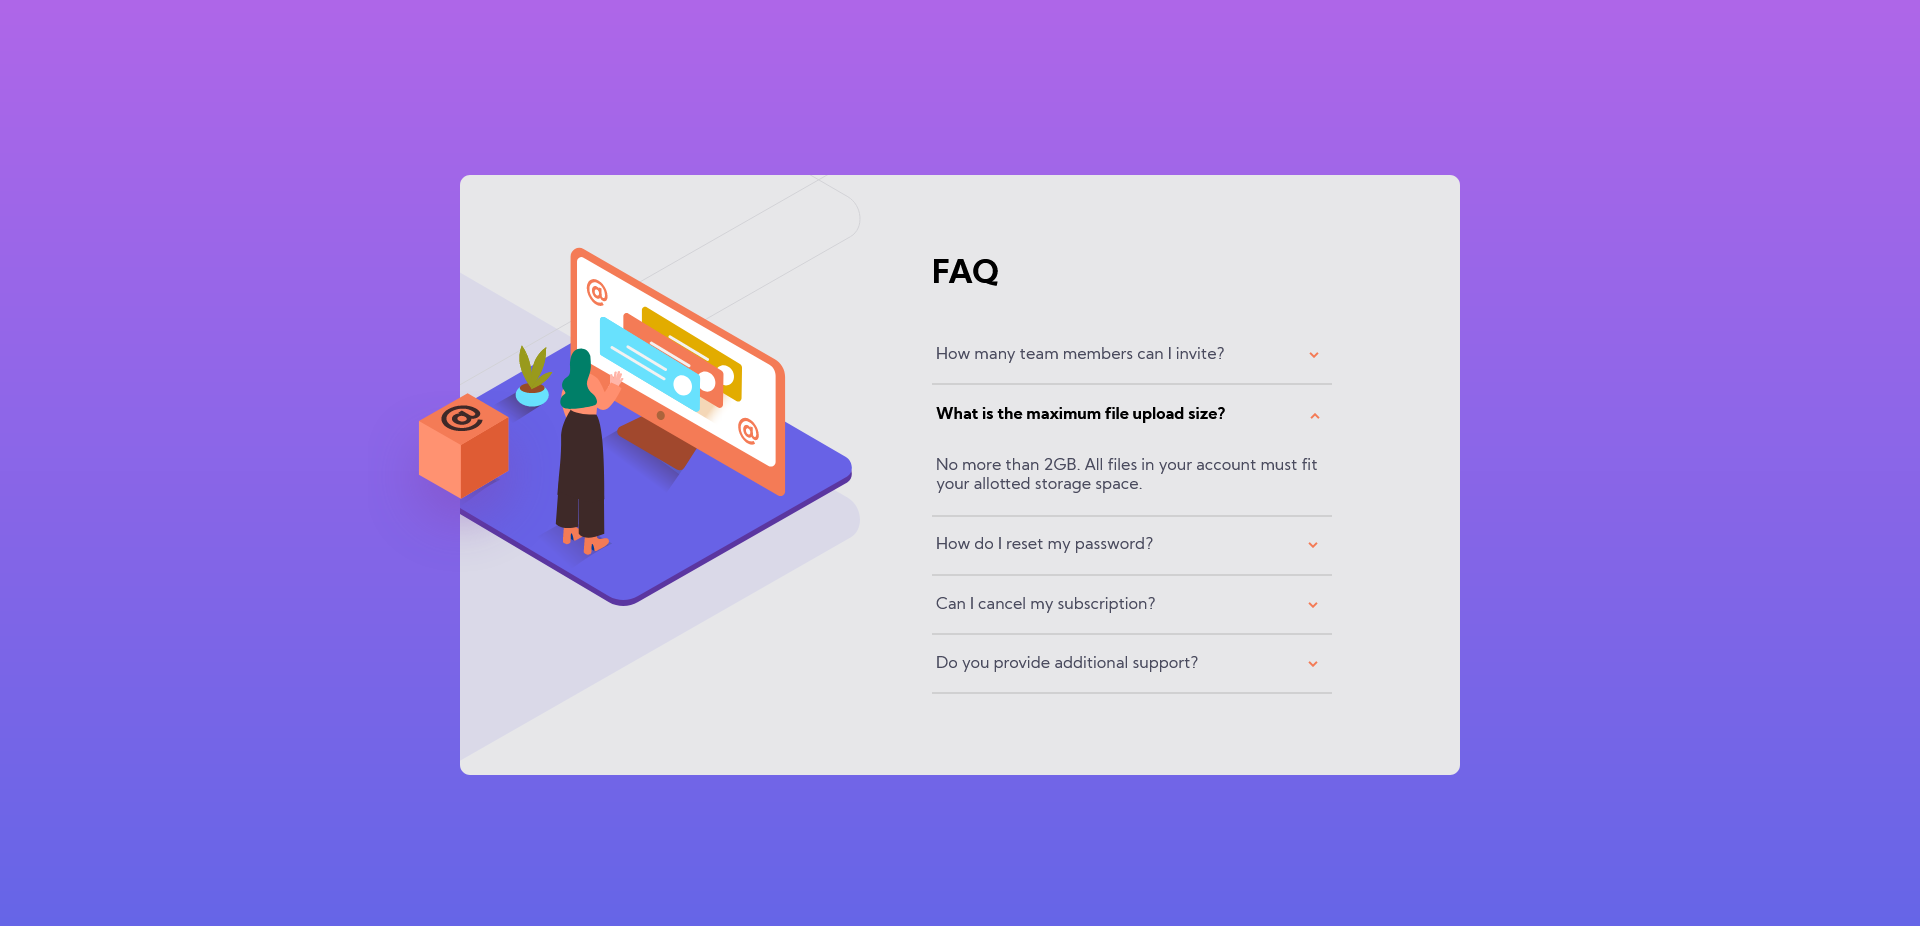 FAQ
How many team members can I invite?
What is the maximum file upload size?
No more than 2GB. All files in your account must fit
your allotted storage space.
How do I reset my password?
Can I cancel my subscription?
Do you provide additional support?
@
@
@